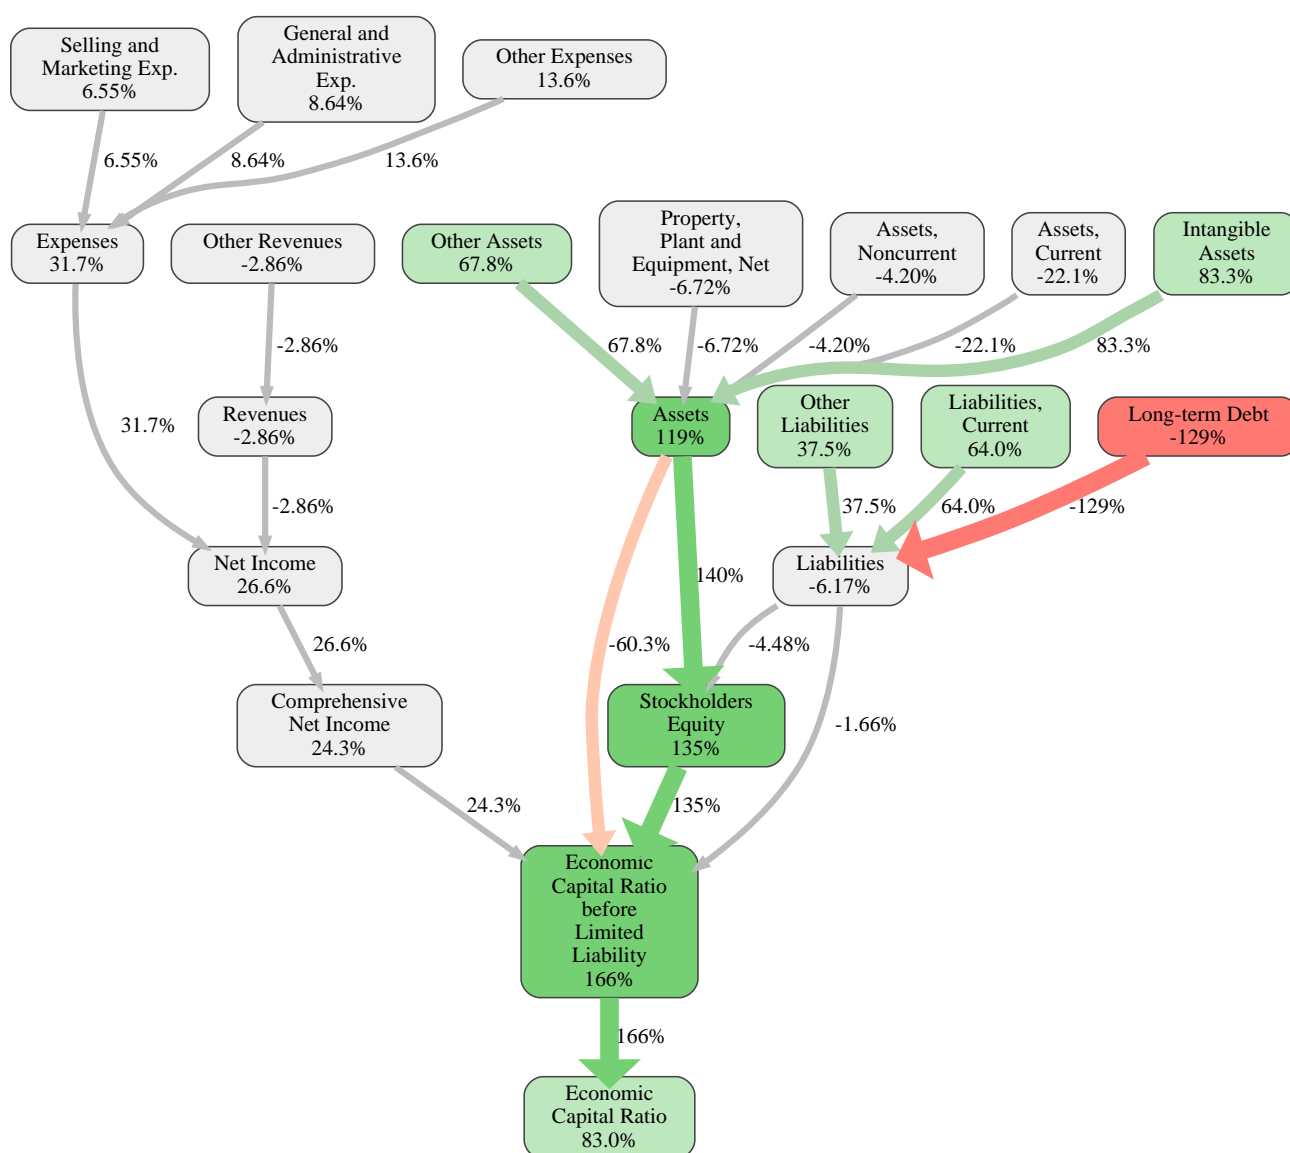 Selling and
Marketing Exp.
6.55%
General and
Administrative
Exp.
8.64%
Other Expenses
13.6%
6.55%
8.64%
13.6%
Expenses
31.7%
Other Revenues
-2.86%
Other Assets
67.8%
Property,
Plant and
Equipment, Net
-6.72%
Assets,
Noncurrent
-4.20%
Assets,
Current
-22.1%
Intangible
Assets
83.3%
-2.86%
67.8%
-6.72%
-4.20%
-22.1%
83.3%
31.7%
Revenues
-2.86%
Assets
119%
Other
Liabilities
37.5%
Liabilities,
Current
64.0%
Long-term Debt
-129%
-2.86%
37.5%
64.0%
-129%
Net Income
26.6%
140%
Liabilities
-6.17%
26.6%
-60.3%
-4.48%
Comprehensive
Net Income
24.3%
Stockholders
Equity
135%
-1.66%
24.3%
135%
Economic
Capital Ratio
before
Limited
Liability
166%
166%
Economic
Capital Ratio
83.0%